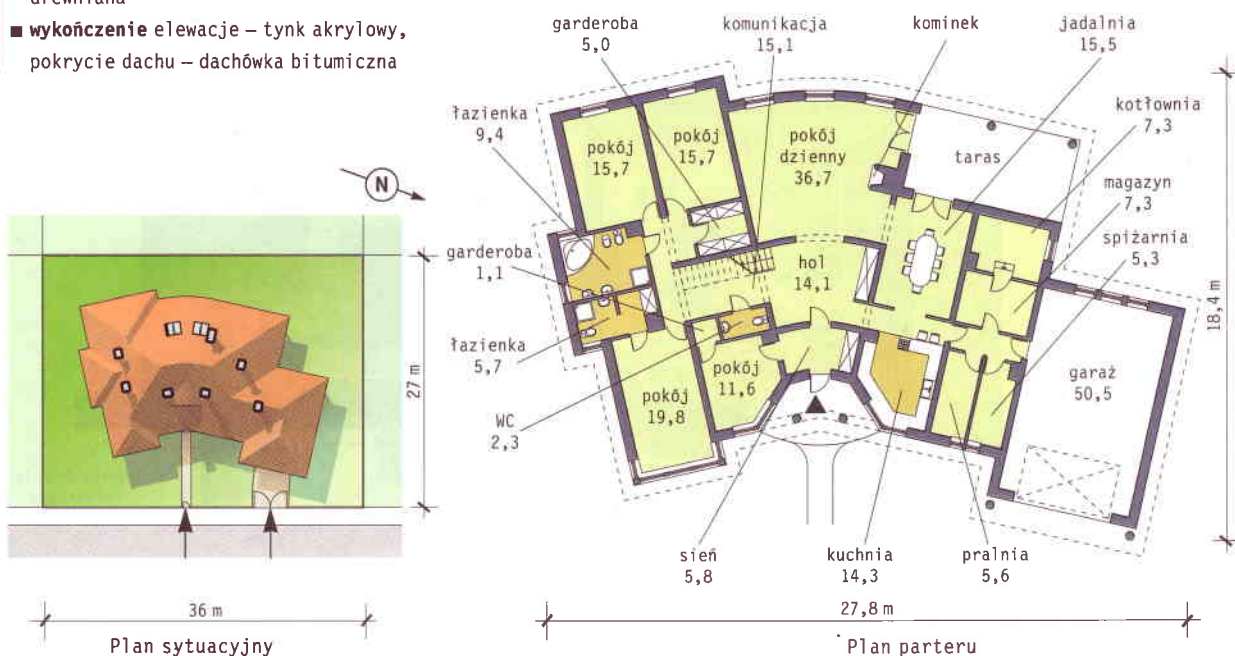 drewniana
■ wykończenie elewacje – tynk akrylowy,
pokrycie dachu – dachówka bitumiczna
N
27 m
36 m
Plan sytuacyjny
garderoba
5,0
komunikacja
15,1
kominek
jadalnia
15,5
łazienka
9,4
kotłownia
7,3
magazyn
7,3
spiżarnia
5,3
garderoba
1,1
łazienka
5,7
WC
2,3
pokój
15,7
pokój
15,7
pokój
dzienny
36,7
taras
hol
14,1
pokój
19,8
pokój
11,6
garaż
50,5
sień
5,8
kuchnia
14,3
pralnia
5,6
18,4 m
27,8 m
Plan parteru